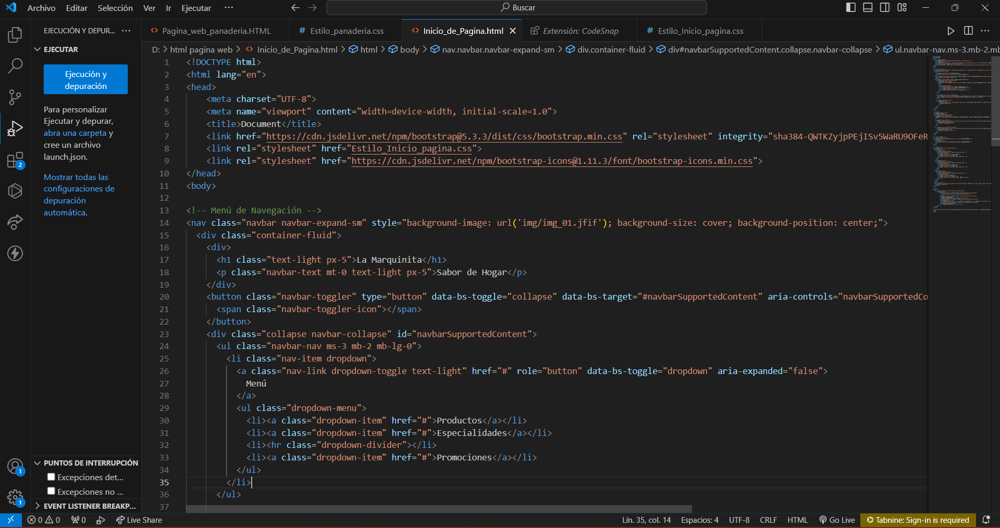 Archivo Editar Selección Ver Ir Ejecutar ··· Buscar
EJECUCIÓN Y DEPUR... ···
Pagina_web_panaderia.HTML # Estilo_panaderia.css Inicio_de_Pagina.html Extensión: CodeSnap # Estilo_Inicio_pagina.css
EJECUTAR
Ejecución y
depuración
Para personalizar
Ejecutar y depurar,
abra una carpeta y
cree un archivo
launch.json.
Mostrar todas las
configuraciones de
depuración
automática.
2
1
1
PUNTOS DE INTERRUPCIÓN
Excepciones det...
Excepciones no ...
EVENT LISTENER BREAKP...
D: > html pagina web > Inicio_de_Pagina.html > html > body > nav.navbar.navbar-expand-sm > div.container-fluid > div#navbarSupportedContent.collapse.navbar-collapse > ul.navbar-nav.ms-3.mb-2.mb
1 <!DOCTYPE html>
2 <html lang="en">
3 <head>
4 <meta charset="UTF-8">
5 <meta name="viewport" content="width=device-width, initial-scale=1.0">
6 <title>Document</title>
7 <link href="https://cdn.jsdelivr.net/npm/bootstrap@5.3.3/dist/css/bootstrap.min.css" rel="stylesheet" integrity="sha384-QWTKZyjpPEjISv5WaRU9OFeR
8 <link rel="stylesheet" href="Estilo_Inicio_pagina.css">
9 <link rel="stylesheet" href="https://cdn.jsdelivr.net/npm/bootstrap-icons@1.11.3/font/bootstrap-icons.min.css">
10 </head>
11 <body>
12
13 <!-- Menú de Navegación -->
14 <nav class="navbar navbar-expand-sm" style="background-image: url('img/img_01.jfif'); background-size: cover; background-position: center;">
15 <div class="container-fluid">
16 <div>
17 <h1 class="text-light px-5">La Marquinita</h1>
18 <p class="navbar-text mt-0 text-light px-5">Sabor de Hogar</p>
19 </div>
20 <button class="navbar-toggler" type="button" data-bs-toggle="collapse" data-bs-target="#navbarSupportedContent" aria-controls="navbarSupportedCo
21 <span class="navbar-toggler-icon"></span>
22 </button>
23 <div class="collapse navbar-collapse" id="navbarSupportedContent">
24 <ul class="navbar-nav ms-3 mb-2 mb-lg-0">
25 <li class="nav-item dropdown">
26 <a class="nav-link dropdown-toggle text-light" href="#" role="button" data-bs-toggle="dropdown" aria-expanded="false">
27 Menú
28 </a>
29 <ul class="dropdown-menu">
30 <li><a class="dropdown-item" href="#">Productos</a></li>
31 <li><a class="dropdown-item" href="#">Especialidades</a></li>
32 <li><hr class="dropdown-divider"></li>
33 <li><a class="dropdown-item" href="#">Promociones</a></li>
34 </ul>
35 </li>
36 </ul>
37
0 0 0 Live Share Lín. 35, col. 14 Espacios: 4 UTF-8 CRLF HTML Go Live Tabnine: Sign-in is required